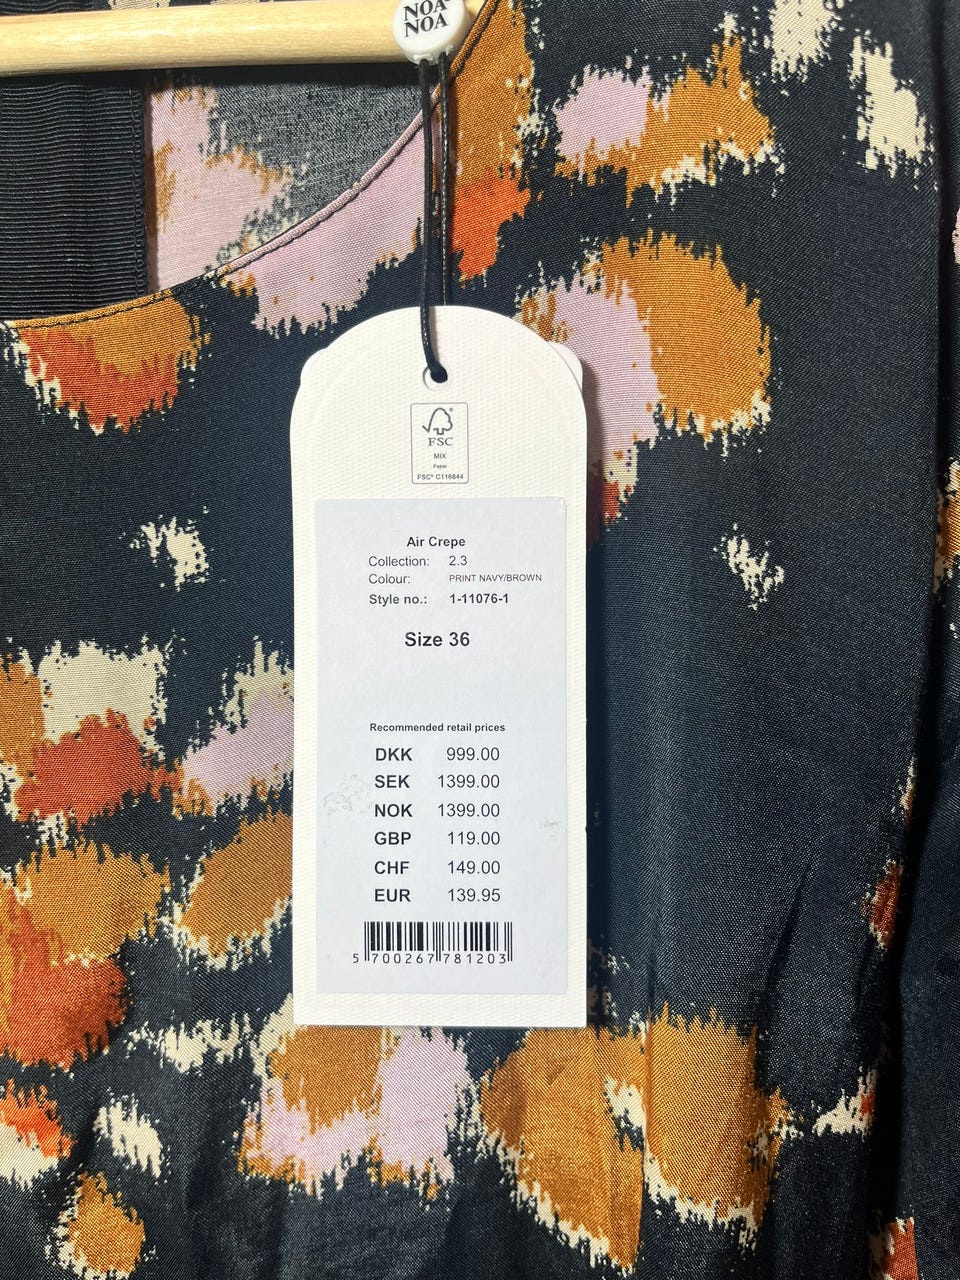 NOA
NOA
FSC
MIX
Paper
FSC® C116844
Air Crepe
Collection: 2.3
Colour: PRINT NAVY/BROWN
Style no.: 1-11076-1
Size 36
Recommended retail prices
DKK 999.00
SEK 1399.00
NOK 1399.00
GBP 119.00
CHF 149.00
EUR 139.95
5 700267 781203